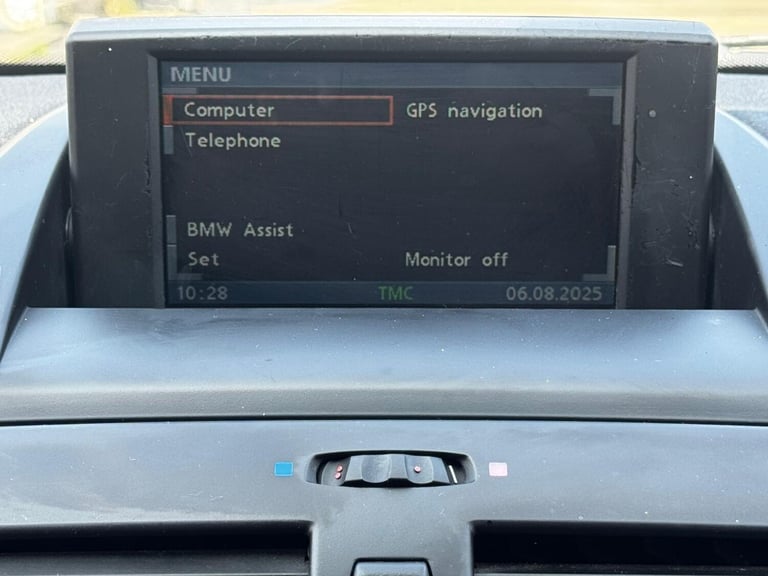 MENU
Computer GPS navigation
Telephone
BMW Assist
Set Monitor off
10:28 TMC 06.08.2025